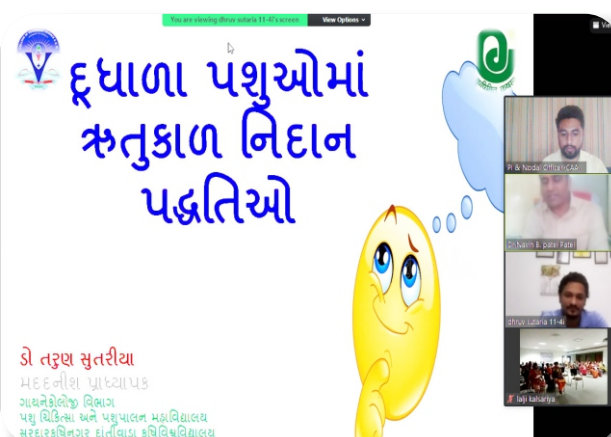 You are viewing dhruv sutaria 11-4i's screen View Options
દૂધાળા પશુઓમાં
ઋતુકાળ નિદાન
પદ્ધતિઓ
ડો તરુણ સુતરીયા
મદદનીશ પ્રાધ્યાપક
ગાયનેકોલોજી વિભાગ
પશુ ચિકિત્સા અને પશુપાલન મહાવિદ્યાલય
સરદારકૃષિનગર દાંતીવાડા કૃષિવિશ્વવિદ્યાલય
PI & Nodal Officer-CAA
Patel
dhruv sutaria 11-4i
lalji kalsariya